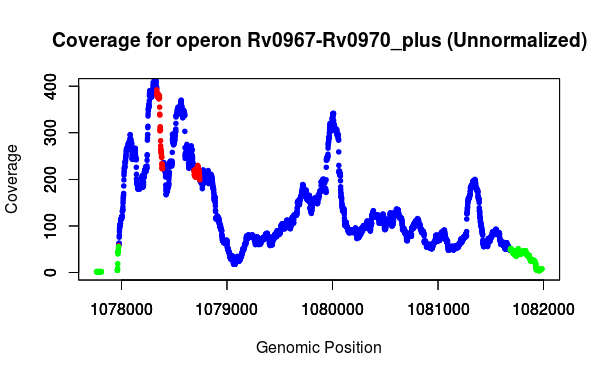 Coverage for operon Rv0967-Rv0970_plus (Unnormalized)
Coverage
400
300
200
100
0
1078000 1079000 1080000 1081000 1082000
Genomic Position